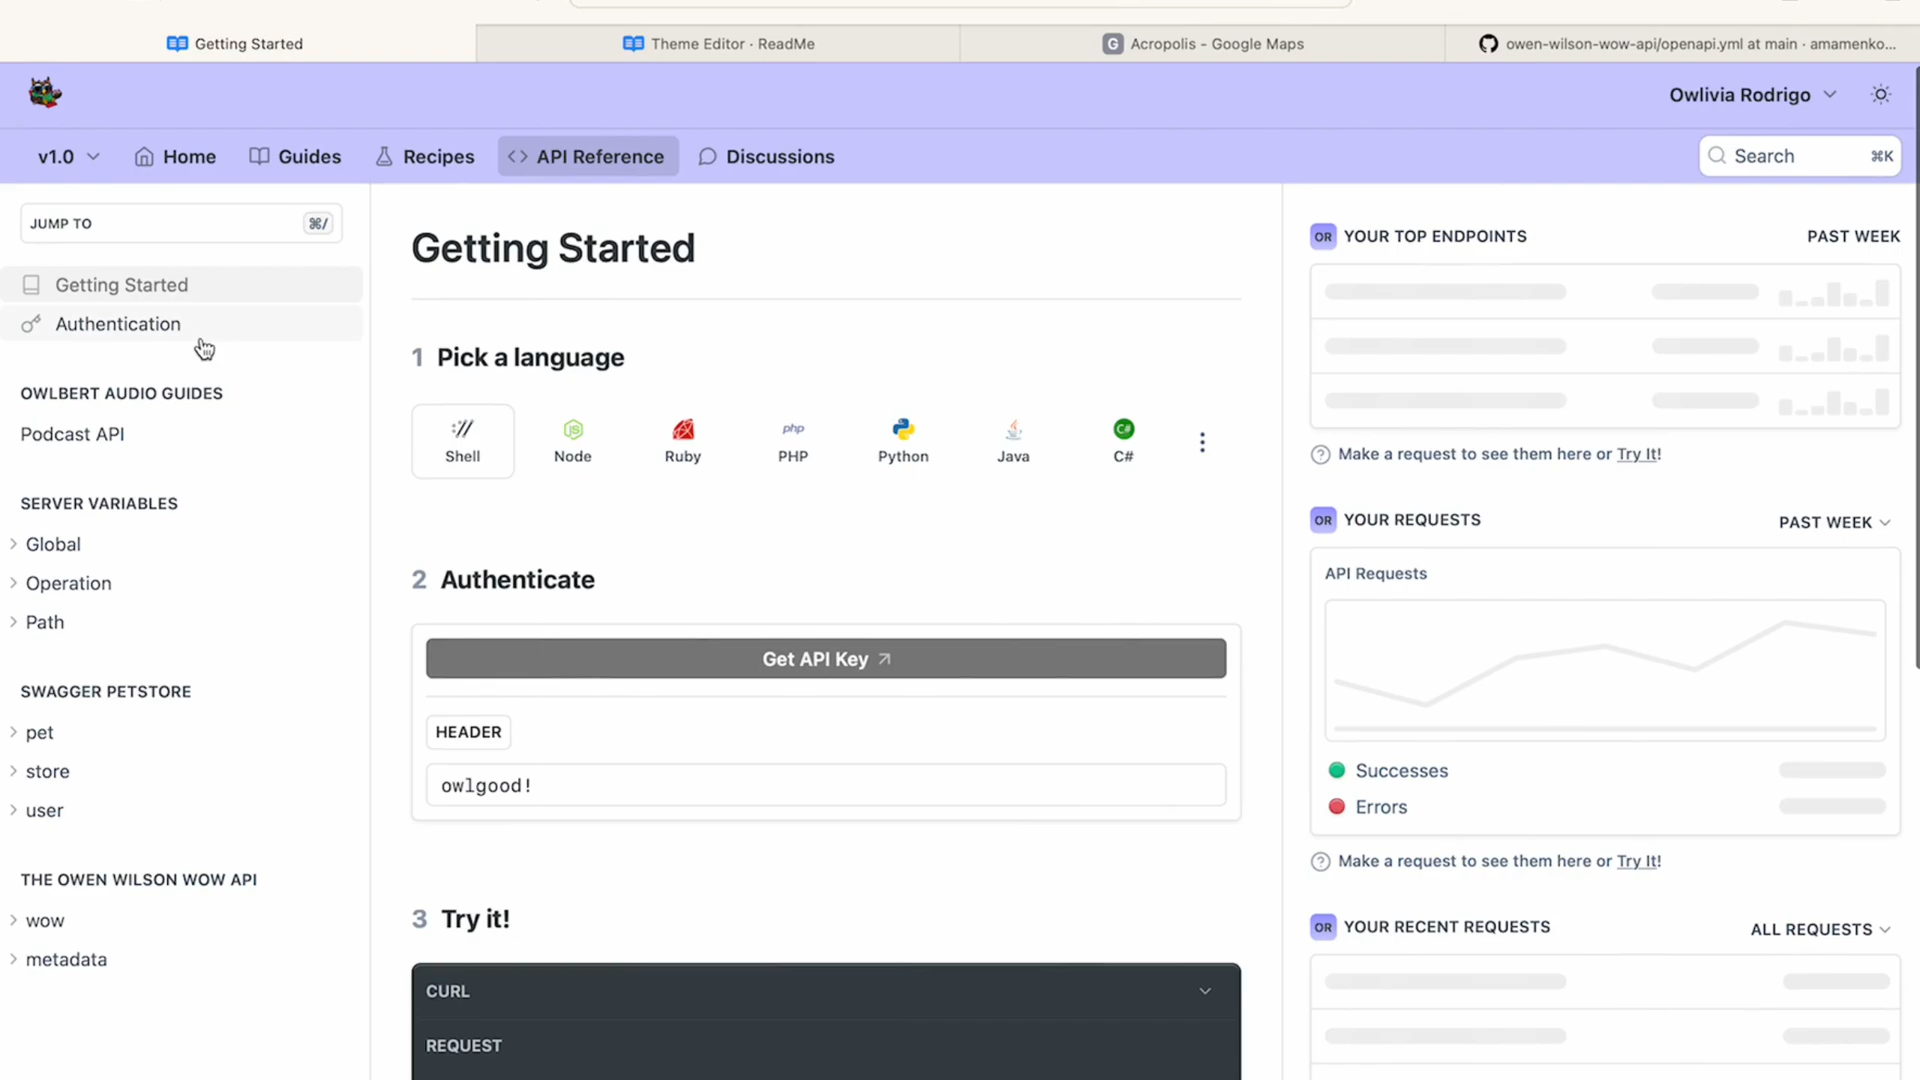 Getting Started
Theme Editor · ReadMe
G Acropolis - Google Maps
owen-wilson-wow-api/openapi.yml at main · amamenko...
Owlivia Rodrigo
v1.0
Home
Guides
Recipes
<> API Reference
Discussions
Search ⌘K
JUMP TO ⌘/
Getting Started
Authentication
OWLBERT AUDIO GUIDES
Podcast API
SERVER VARIABLES
Global
Operation
Path
SWAGGER PETSTORE
pet
store
user
THE OWEN WILSON WOW API
wow
metadata
Getting Started
1 Pick a language
Shell
Node
Ruby
php
PHP
Python
Java
C#
C#
2 Authenticate
Get API Key
HEADER
owlgood!
3 Try it!
CURL
REQUEST
OR YOUR TOP ENDPOINTS PAST WEEK
? Make a request to see them here or Try It!
OR YOUR REQUESTS PAST WEEK
API Requests
Successes
Errors
? Make a request to see them here or Try It!
OR YOUR RECENT REQUESTS ALL REQUESTS